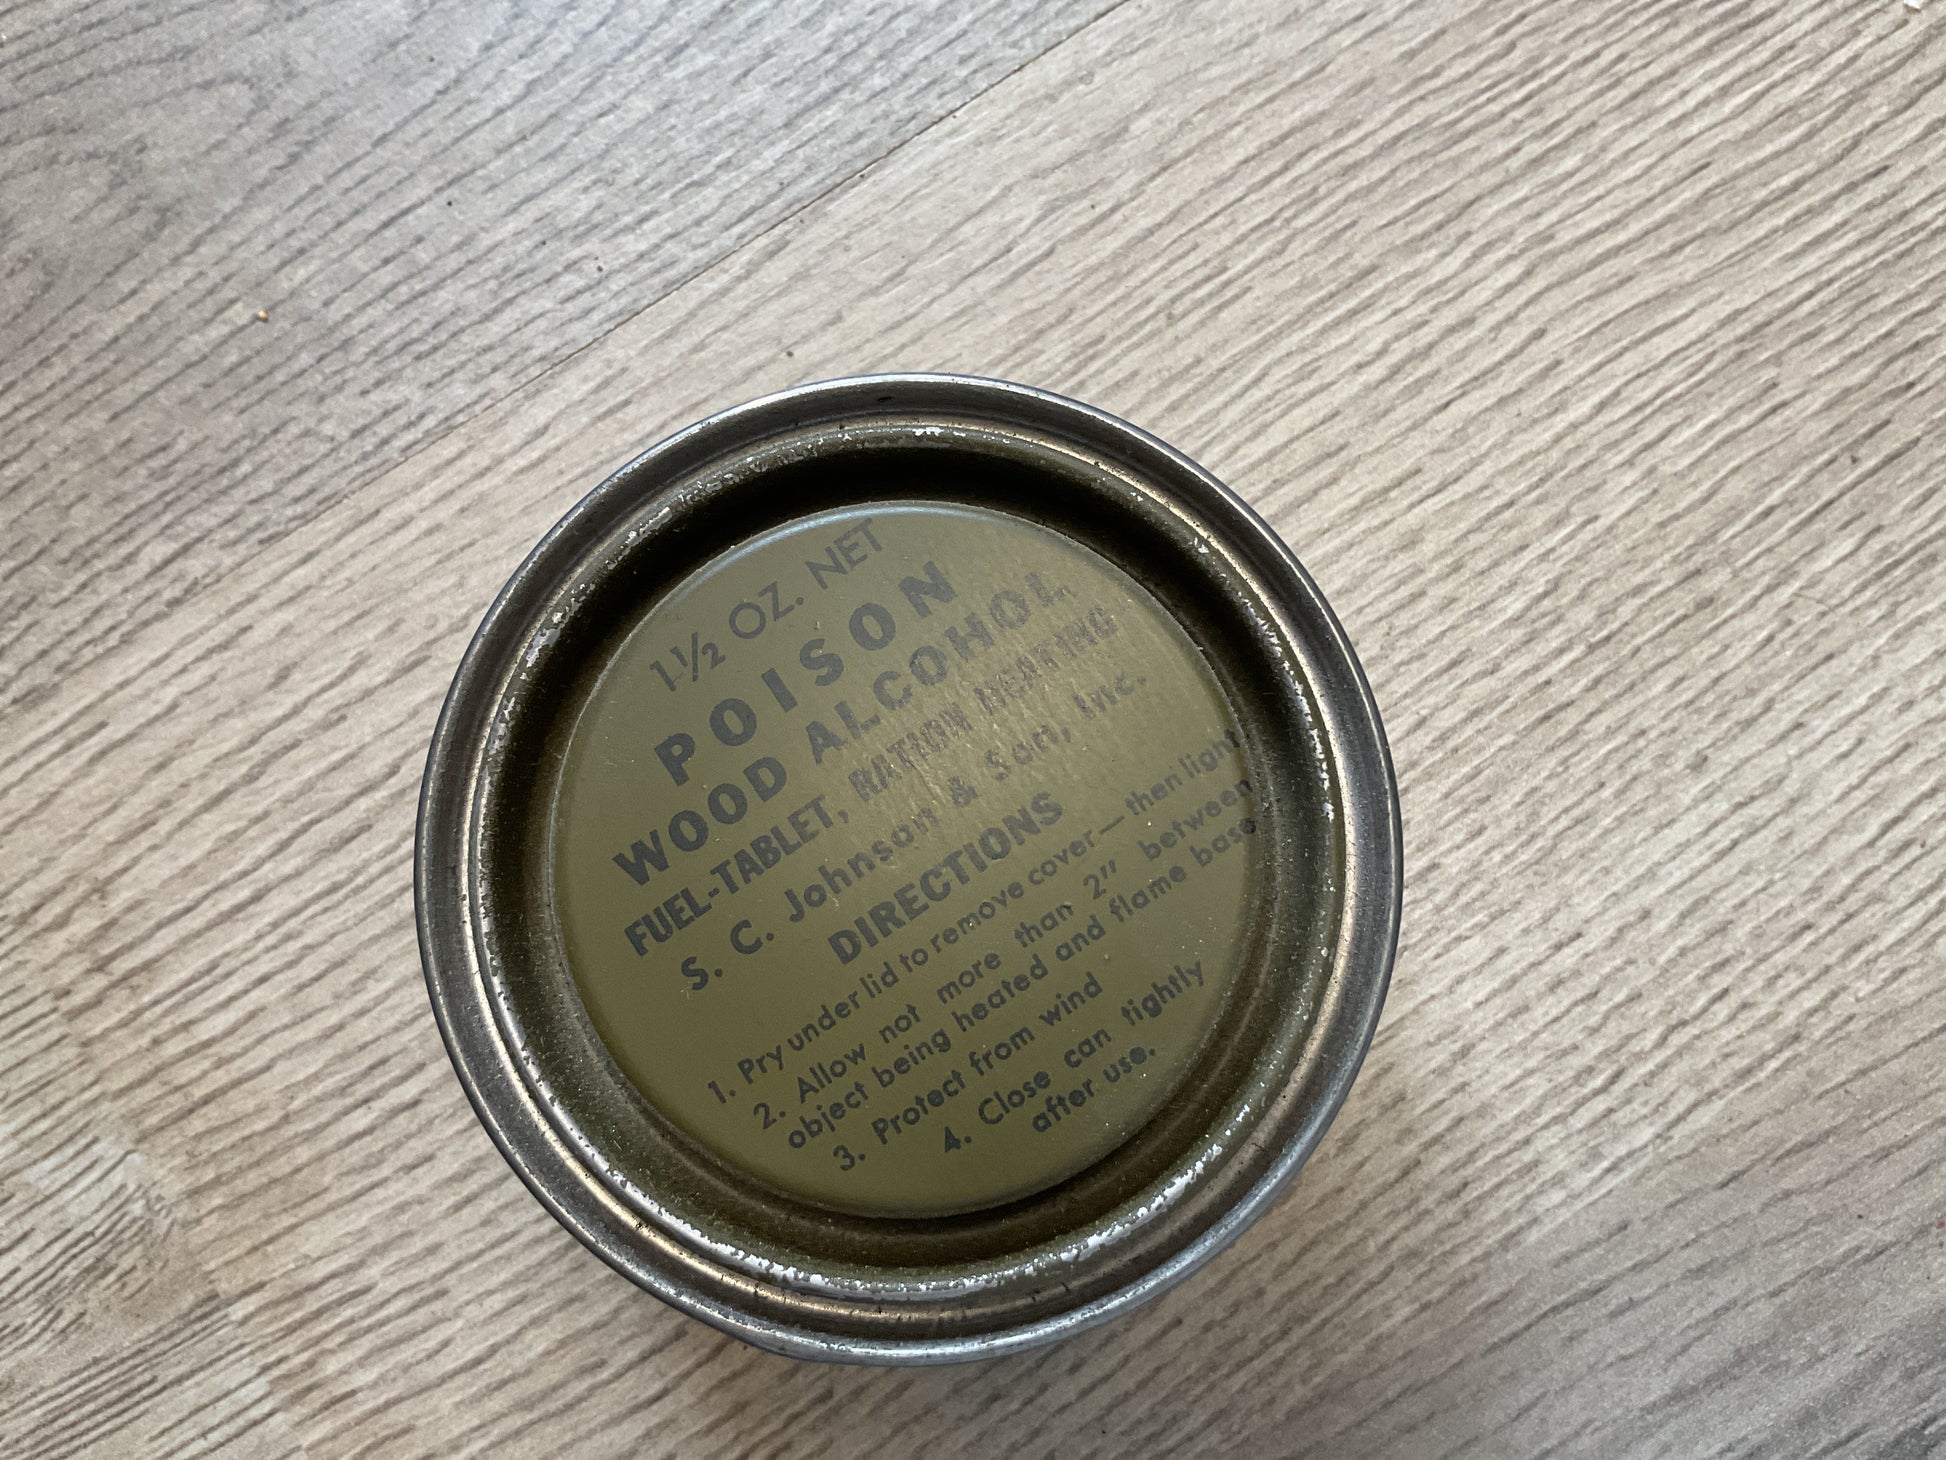 1½ OZ. NET
POISON
WOOD ALCOHOL
FUEL-TABLET, RATION HEATING
S. C. Johnson & Son, Inc.
DIRECTIONS
1. Pry under lid to remove cover—then light
2. Allow not more than 2" between
object being heated and flame base
3. Protect from wind
4. Close can tightly
after use.